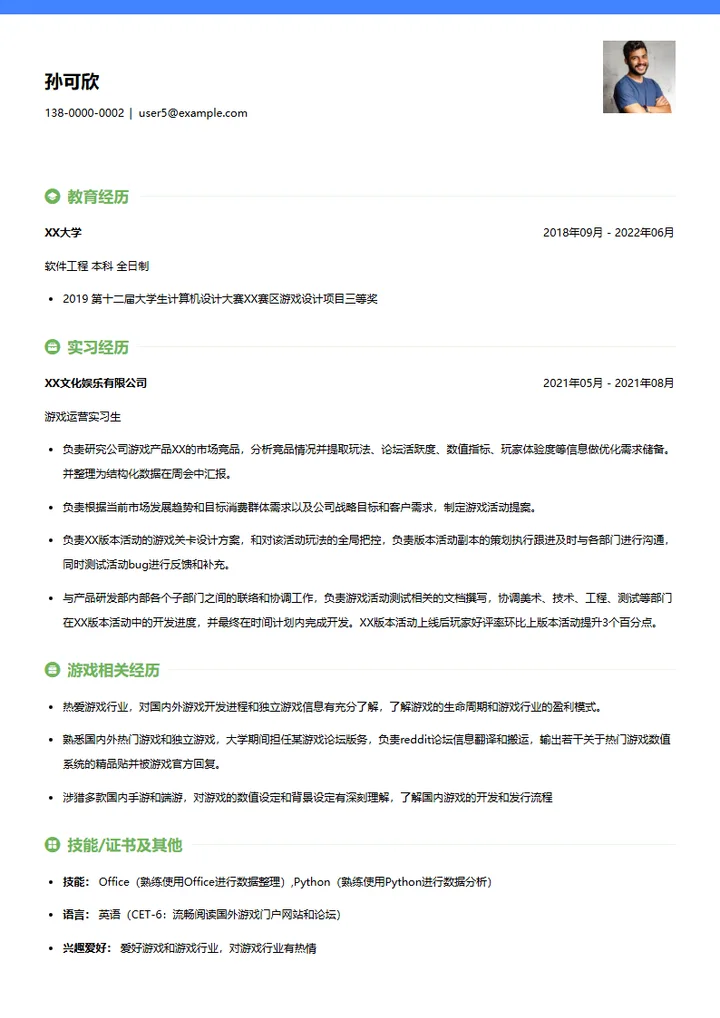 孙可欣
138-0000-0002 | user5@example.com
教育经历
XX大学 2018年09月 - 2022年06月
软件工程 本科 全日制
• 2019 第十二届大学生计算机设计大赛XX赛区游戏设计项目三等奖
实习经历
XX文化娱乐有限公司 2021年05月 - 2021年08月
游戏运营实习生
• 负责研究公司游戏产品XX的市场竞品，分析竞品情况并提取玩法、论坛活跃度、数值指标、玩家体验度等信息做优化需求储备。
并整理为结构化数据在周会中汇报。
• 负责根据当前市场发展趋势和目标消费群体需求以及公司战略目标和客户需求，制定游戏活动提案。
• 负责XX版本活动的游戏关卡设计方案，和对该活动玩法的全局把控，负责版本活动副本的策划执行跟进及时与各部门进行沟通，
同时测试活动bug进行反馈和补充。
• 与产品研发部内部各个子部门之间的联络和协调工作，负责游戏活动测试相关的文档撰写，协调美术、技术、工程、测试等部门
在XX版本活动中的开发进度，并最终在时间计划内完成开发。XX版本活动上线后玩家好评率环比上版本活动提升3个百分点。
游戏相关经历
• 热爱游戏行业，对国内外游戏开发进程和独立游戏信息有充分了解，了解游戏的生命周期和游戏行业的盈利模式。
• 熟悉国内外热门游戏和独立游戏，大学期间担任某游戏论坛版务，负责reddit论坛信息翻译和搬运，输出若干关于热门游戏数值
系统的精品贴并被游戏官方回复。
• 涉猎多款国内手游和端游，对游戏的数值设定和背景设定有深刻理解，了解国内游戏的开发和发行流程
技能/证书及其他
• 技能： Office（熟练使用Office进行数据整理）,Python（熟练使用Python进行数据分析）
• 语言： 英语（CET-6；流畅阅读国外游戏门户网站和论坛）
• 兴趣爱好： 爱好游戏和游戏行业，对游戏行业有热情